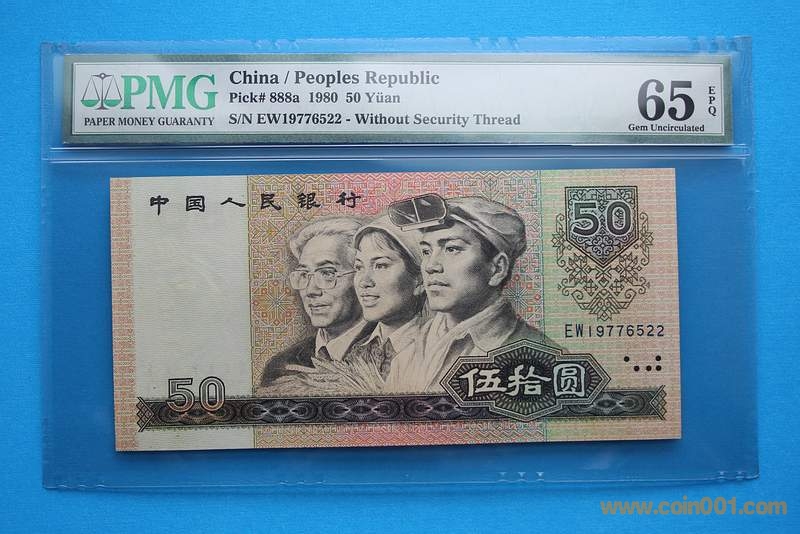 PMG
PAPER MONEY GUARANTY
China / Peoples Republic
Pick# 888a 1980 50 Yüan
S/N EW19776522 - Without Security Thread
65
EPQ
Gem Uncirculated
中国人民银行
50
EW19776522
伍拾圆
50
www.coin001.com